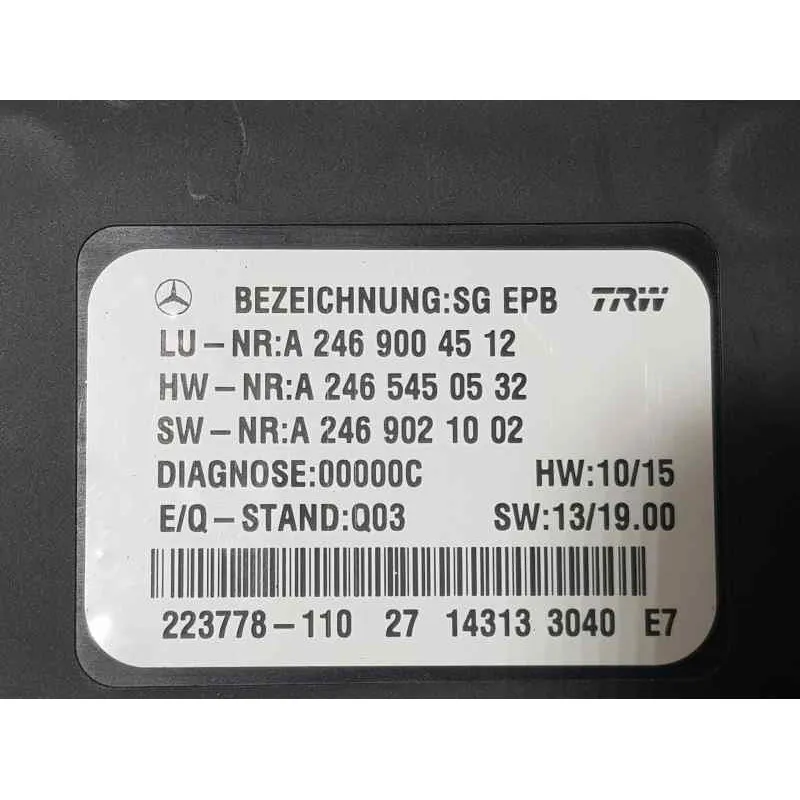 BEZEICHNUNG:SG EPB TRW
LU-NR:A 246 900 45 12
HW-NR:A 246 545 05 32
SW-NR:A 246 902 10 02
DIAGNOSE:00000C HW:10/15
E/Q-STAND:Q03 SW:13/19.00
223778-110 27 14313 3040 E7